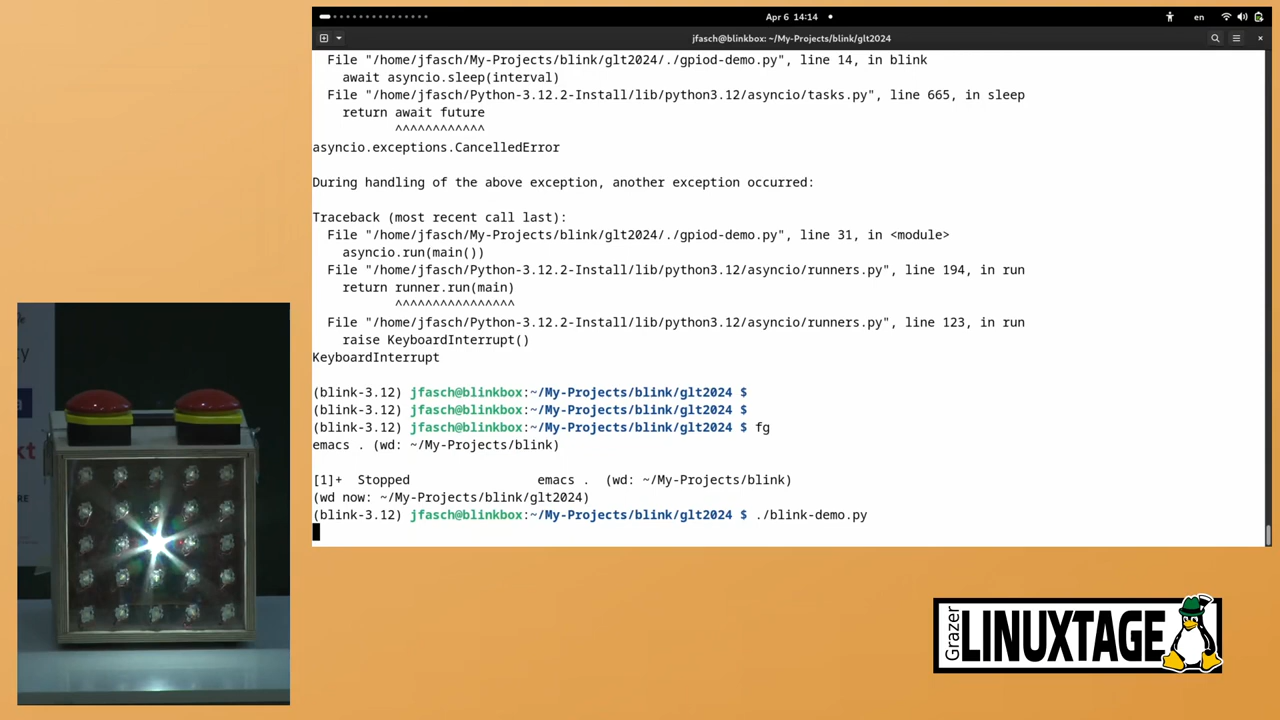 Apr 6 14:14
en
jfasch@blinkbox: ~/My-Projects/blink/glt2024
File "/home/jfasch/My-Projects/blink/glt2024/./gpiod-demo.py", line 14, in blink
await asyncio.sleep(interval)
File "/home/jfasch/Python-3.12.2-Install/lib/python3.12/asyncio/tasks.py", line 665, in sleep
return await future
^^^^^^^^^^^^
asyncio.exceptions.CancelledError
During handling of the above exception, another exception occurred:
Traceback (most recent call last):
File "/home/jfasch/My-Projects/blink/glt2024/./gpiod-demo.py", line 31, in <module>
asyncio.run(main())
File "/home/jfasch/Python-3.12.2-Install/lib/python3.12/asyncio/runners.py", line 194, in run
return runner.run(main)
^^^^^^^^^^^^^^^^
File "/home/jfasch/Python-3.12.2-Install/lib/python3.12/asyncio/runners.py", line 123, in run
raise KeyboardInterrupt()
KeyboardInterrupt
(blink-3.12) jfasch@blinkbox:~/My-Projects/blink/glt2024 $
(blink-3.12) jfasch@blinkbox:~/My-Projects/blink/glt2024 $
(blink-3.12) jfasch@blinkbox:~/My-Projects/blink/glt2024 $ fg
emacs . (wd: ~/My-Projects/blink)
[1]+  Stopped                 emacs .  (wd: ~/My-Projects/blink)
(wd now: ~/My-Projects/blink/glt2024)
(blink-3.12) jfasch@blinkbox:~/My-Projects/blink/glt2024 $ ./blink-demo.py
Grazer
LINUXTAGE